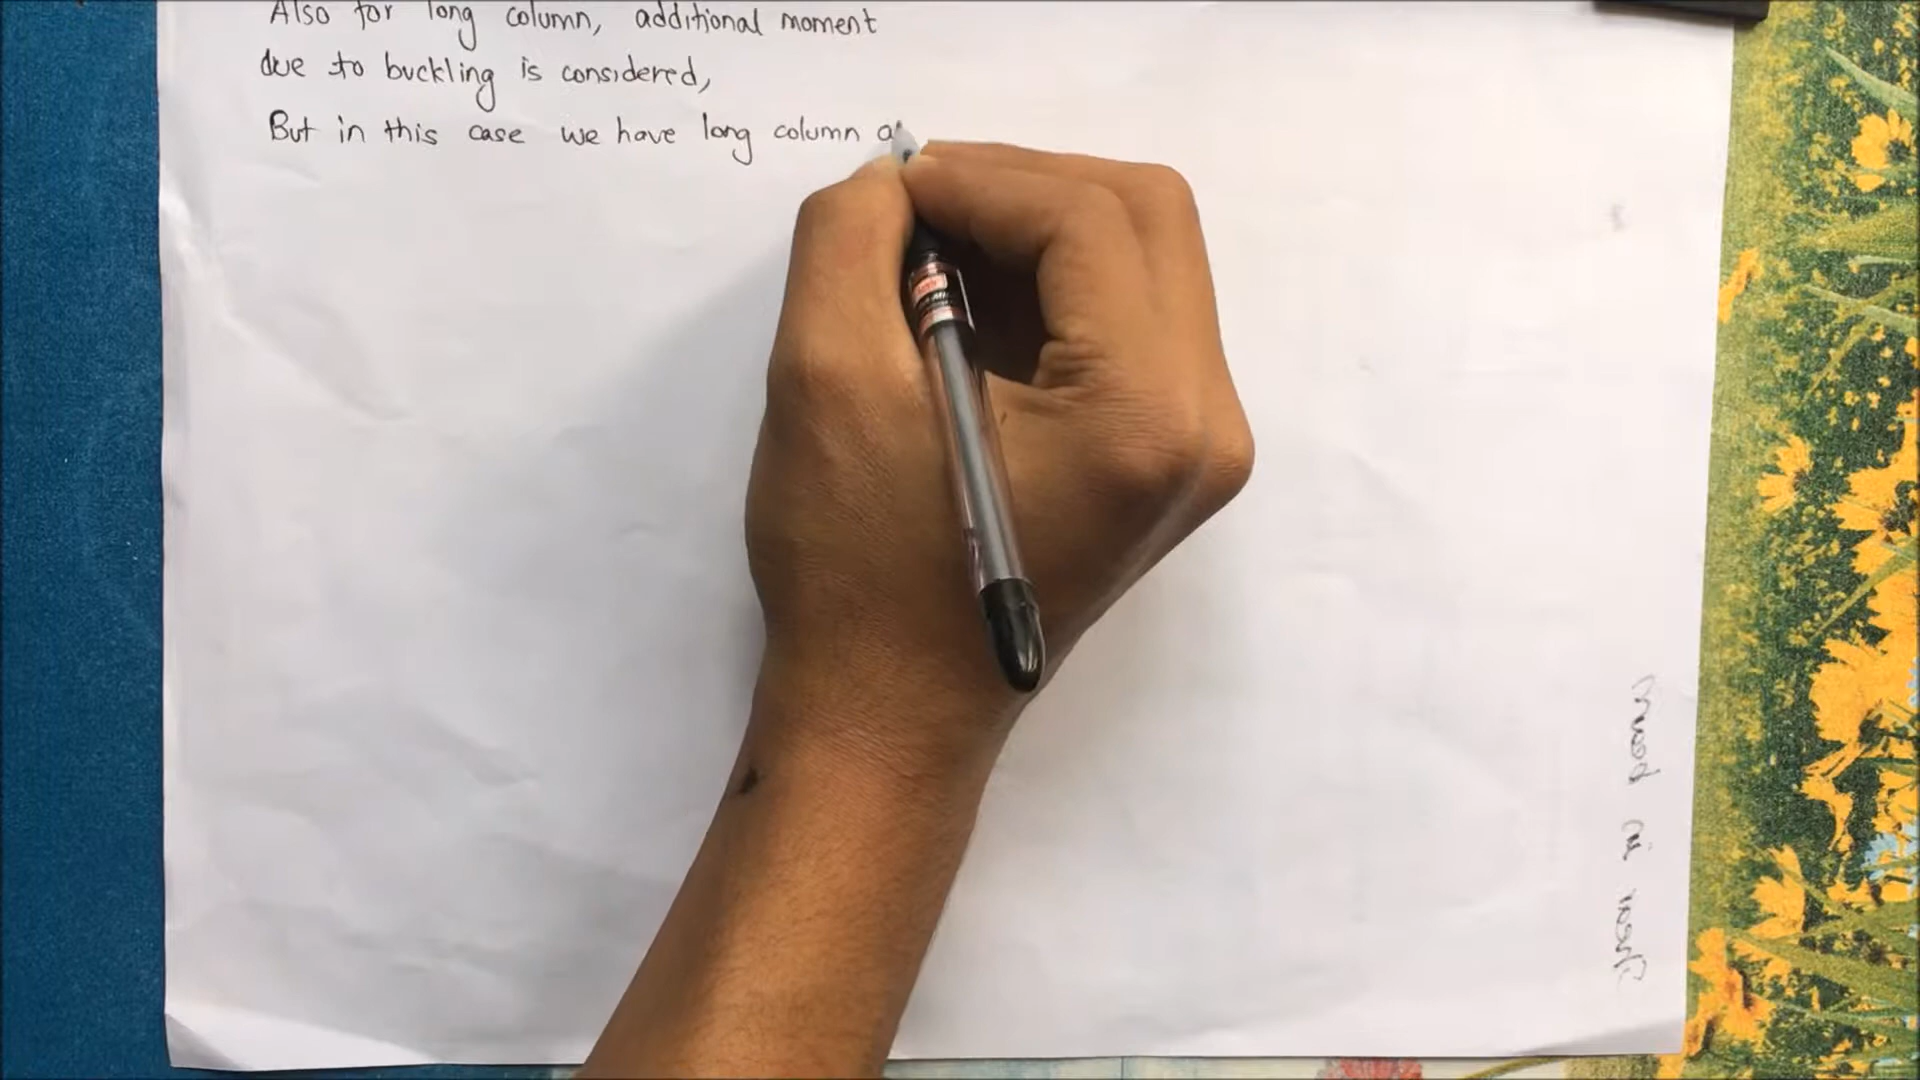 Also for long column, additional moment
due to buckling is considered,
But in this case we have long column